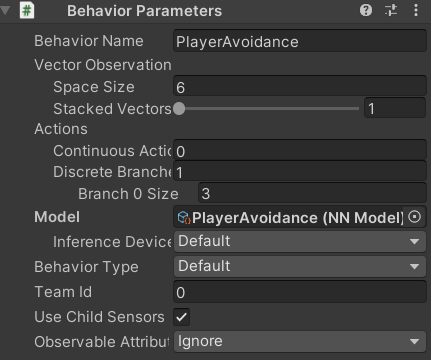 # Behavior Parameters
Behavior Name PlayerAvoidance
Vector Observation
Space Size 6
Stacked Vectors 1
Actions
Continuous Actic 0
Discrete Branche 1
Branch 0 Size 3
Model PlayerAvoidance (NN Model)
Inference Device Default
Behavior Type Default
Team Id 0
Use Child Sensors
Observable Attribut Ignore